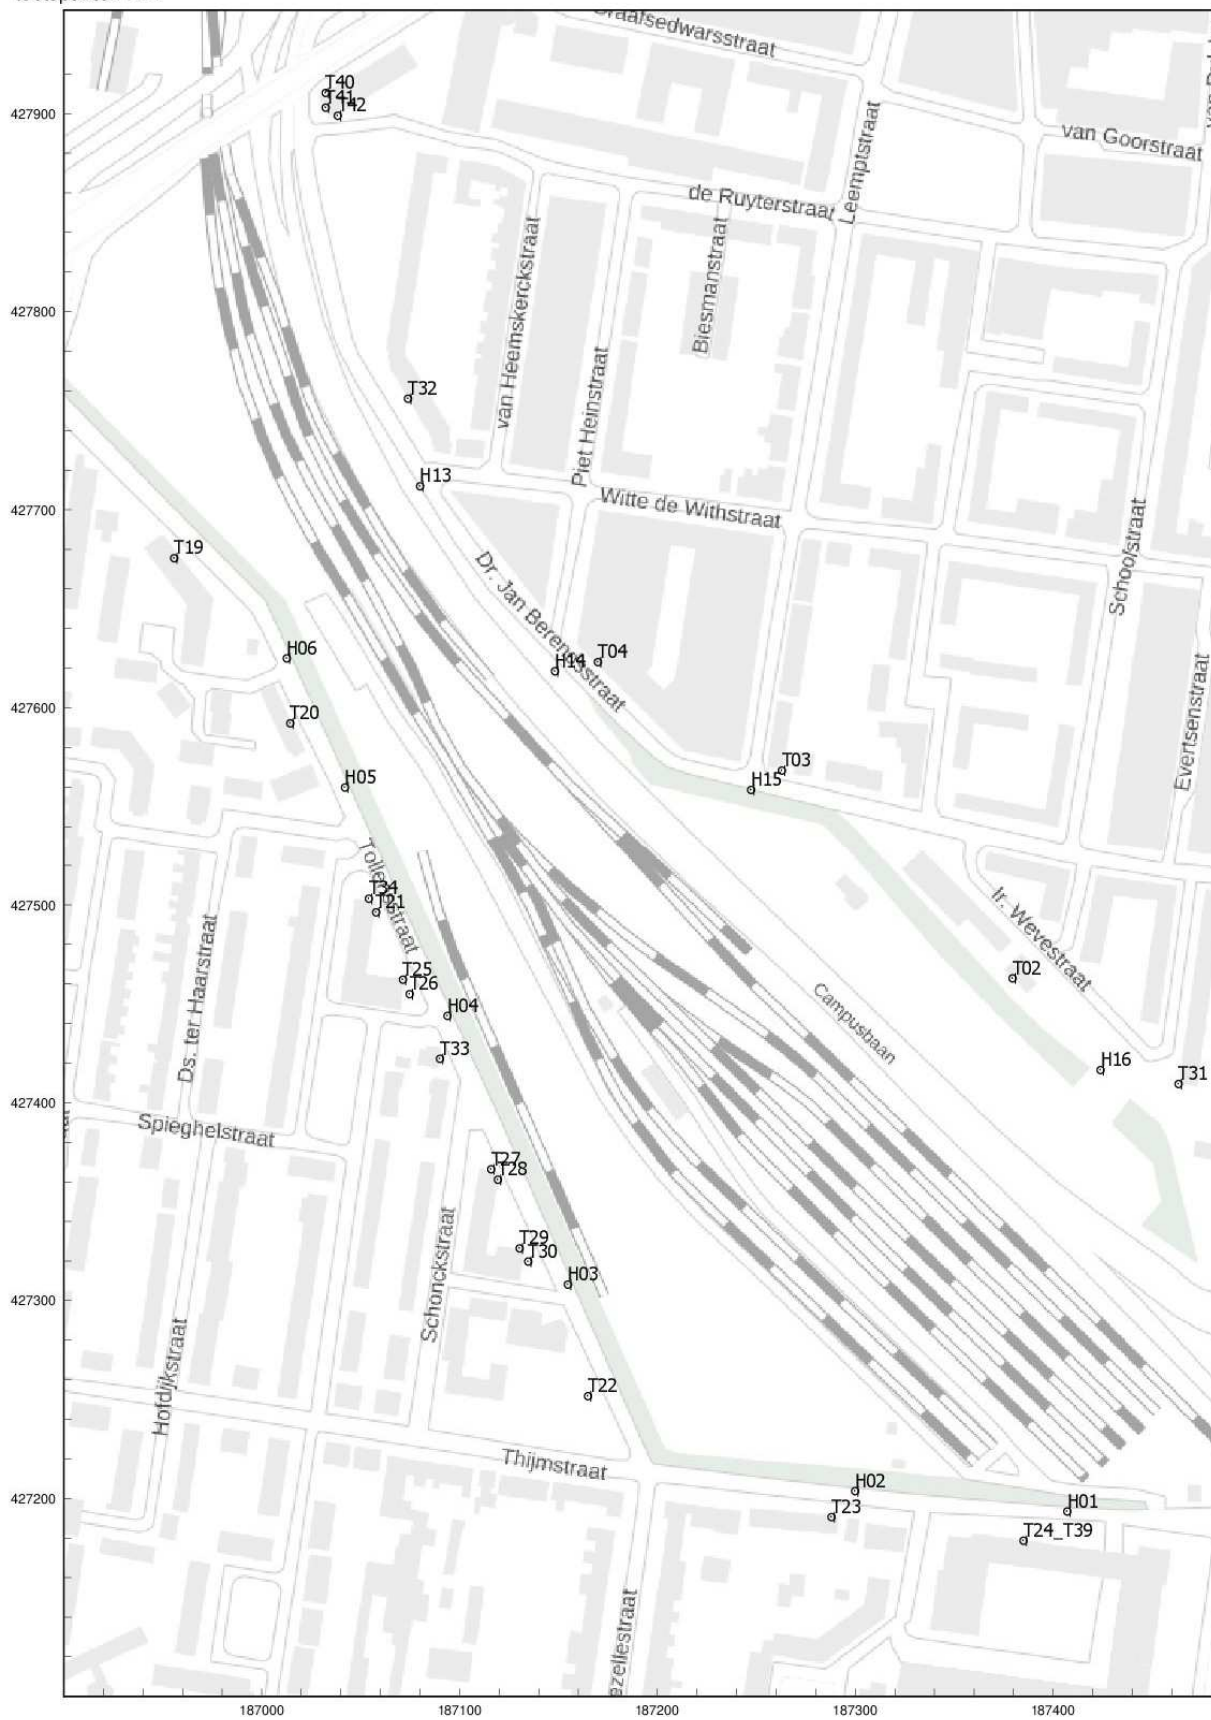 Graafsedwarsstraat
T40
T41
T42
427900
Leemptstraat
van Goorstraat
de Ruyterstraat
van Heemskerckstraat
Biesmanstraat
427800
Piet Heinstraat
T32
H13
Witte de Withstraat
427700
T19
Schoolstraat
Dr. Jan Berendsstraat
H06
H14
T04
Evertsenstraat
427600
T20
H05
T03
H15
Tollensstraat
T34
T21
427500
Ir. Wevestraat
Ds. ter Haarstraat
T25
T26
T02
H04
Campusbaan
T33
H16
T31
427400
Spieghelstraat
T27
T28
Schonckstraat
T29
T30
H03
427300
Hofdijkstraat
T22
Thijmstraat
427200
H02
T23
H01
T24_T39
ezellestraat
187000
187100
187200
187300
187400